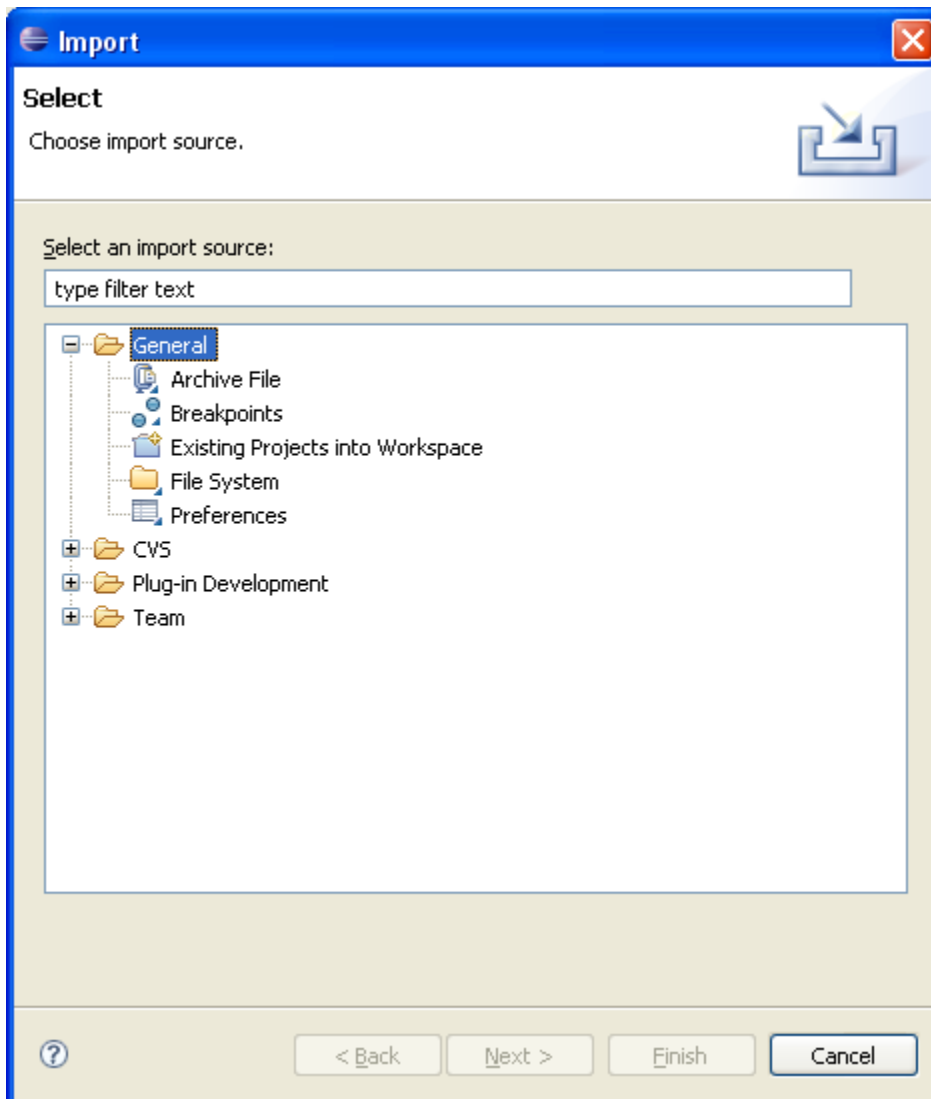 Import
Select
Choose import source.
Select an import source:
type filter text
General
Archive File
Breakpoints
Existing Projects into Workspace
File System
Preferences
CVS
Plug-in Development
Team
< Back Next > Finish Cancel